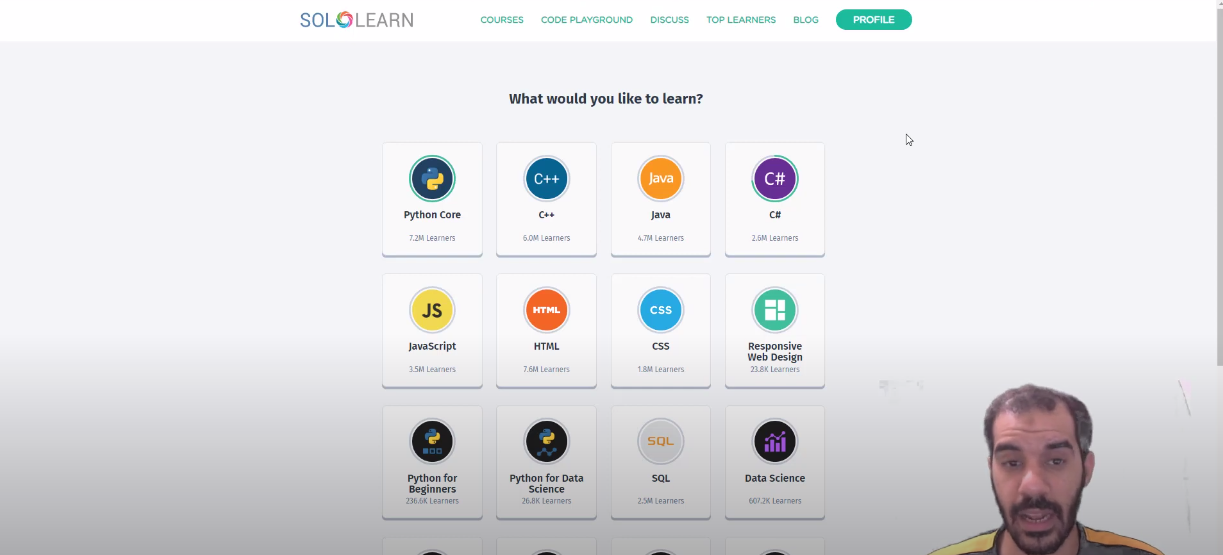 SOLOLEARN
COURSES CODE PLAYGROUND DISCUSS TOP LEARNERS BLOG PROFILE
What would you like to learn?
C++ Java C#
Python Core C++ Java C#
7.2M Learners 6.0M Learners 4.7M Learners 2.6M Learners
JS HTML CSS
JavaScript HTML CSS Responsive
Web Design
3.5M Learners 7.6M Learners 1.8M Learners 23.8K Learners
SQL
Python for Python for Data SQL Data Science
Beginners Science
236.6K Learners 26.8K Learners 2.5M Learners 607.2K Learners